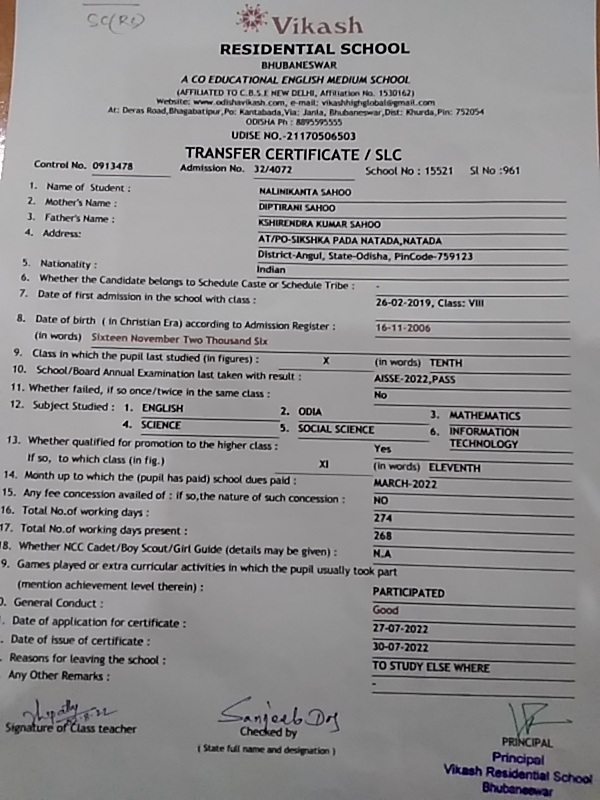 SC(RC)
Vikash
RESIDENTIAL SCHOOL
BHUBANESWAR
A CO EDUCATIONAL ENGLISH MEDIUM SCHOOL
(AFFILIATED TO C.B.S.E NEW DELHI, Affiliation No. 1530162)
Website: www.odishavikash.com, e-mail: vikashhighglobal@gmail.com
At: Deras Road,Bhagabatipur,Po: Kantabada,Via: Janla, Bhubaneswar,Dist: Khurda,Pin: 752054
ODISHA Ph : 8895595555
UDISE NO.-21170506503
TRANSFER CERTIFICATE / SLC
Control No. 0913478 Admission No. 32/4072 School No : 15521 Sl No :961
1. Name of Student : NALINIKANTA SAHOO
2. Mother's Name : DIPTIRANI SAHOO
3. Father's Name : KSHIRENDRA KUMAR SAHOO
4. Address: AT/PO-SIKSHKA PADA NATADA,NATADA
District-Angul, State-Odisha, PinCode-759123
5. Nationality : Indian
6. Whether the Candidate belongs to Schedule Caste or Schedule Tribe : -
7. Date of first admission in the school with class : 26-02-2019, Class: VIII
8. Date of birth ( in Christian Era) according to Admission Register : 16-11-2006
(in words) Sixteen November Two Thousand Six
9. Class in which the pupil last studied (in figures) : X (in words) TENTH
10. School/Board Annual Examination last taken with result : AISSE-2022,PASS
11. Whether failed, if so once/twice in the same class : No
12. Subject Studied : 1. ENGLISH 2. ODIA 3. MATHEMATICS
4. SCIENCE 5. SOCIAL SCIENCE 6. INFORMATION
TECHNOLOGY
13. Whether qualified for promotion to the higher class : Yes
If so, to which class (in fig.) XI (in words) ELEVENTH
14. Month up to which the (pupil has paid) school dues paid : MARCH-2022
15. Any fee concession availed of : if so,the nature of such concession : NO
16. Total No.of working days : 274
17. Total No.of working days present : 268
8. Whether NCC Cadet/Boy Scout/Girl Guide (details may be given) : N.A
9. Games played or extra curricular activities in which the pupil usually took part
(mention achievement level therein) : PARTICIPATED
0. General Conduct : Good
. Date of application for certificate : 27-07-2022
. Date of issue of certificate : 30-07-2022
. Reasons for leaving the school : TO STUDY ELSE WHERE
. Any Other Remarks : -
Sanjeeb Das
Signature of Class teacher Checked by PRINCIPAL
( State full name and designation )
Principal
Vikash Residential School
Bhubaneswar